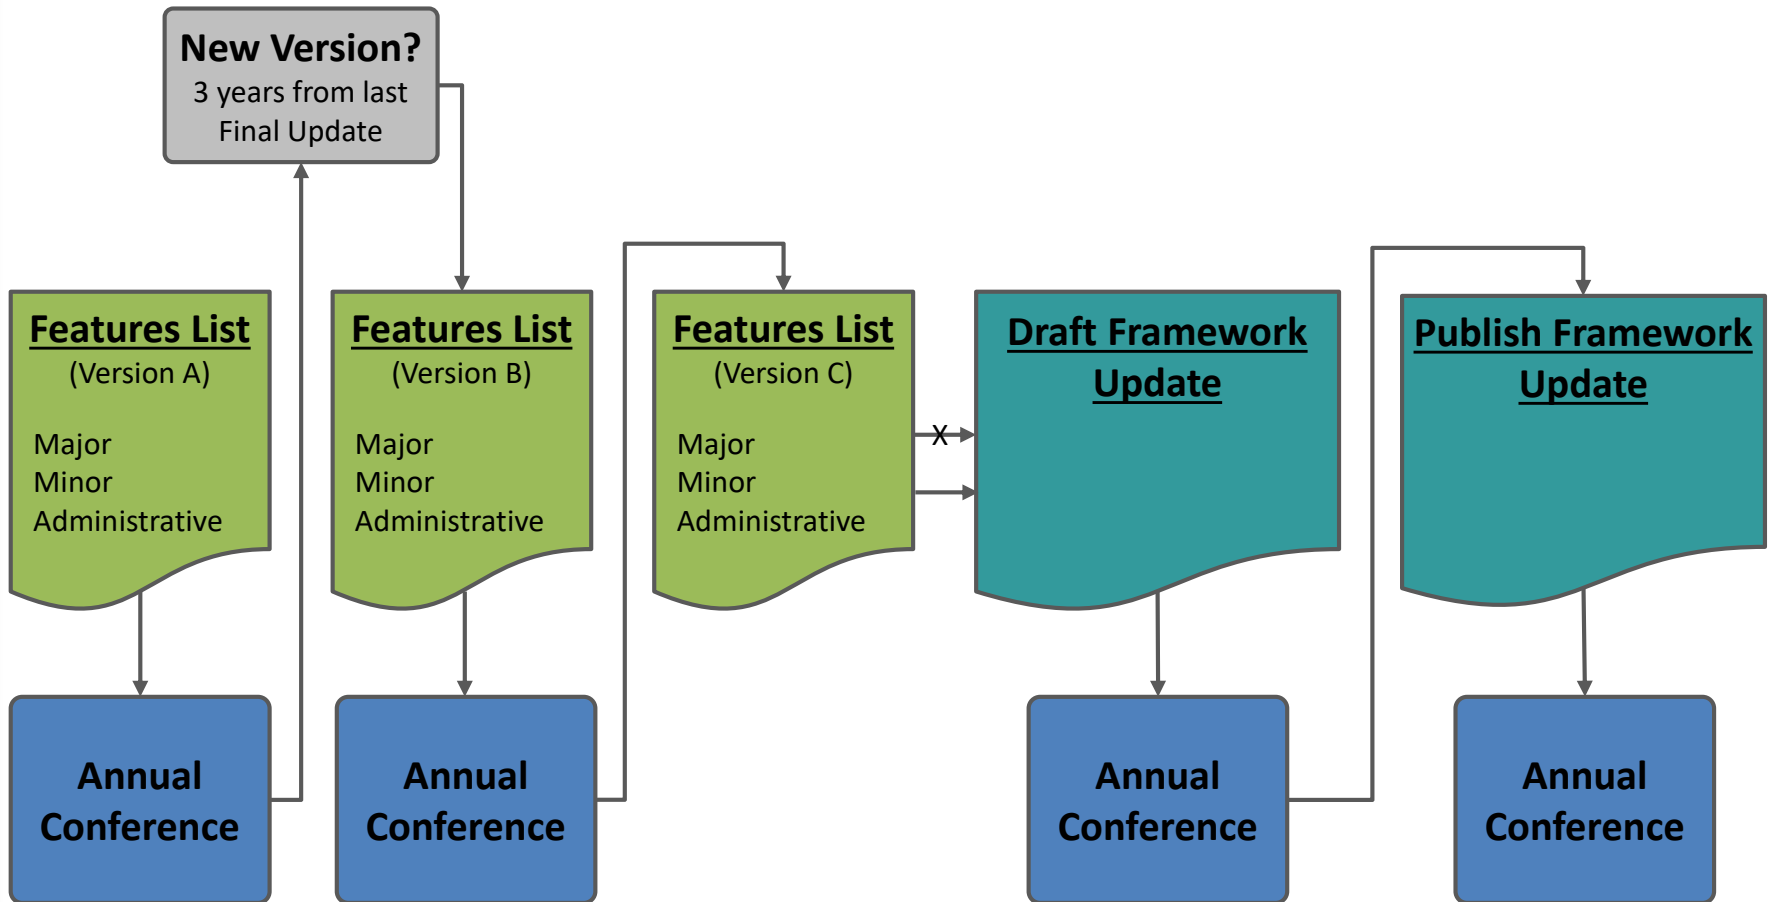 New Version?
3 years from last
Final Update
Features List
(Version A)
Major
Minor
Administrative
Features List
(Version B)
Major
Minor
Administrative
Features List
(Version C)
Major
Minor
Administrative
X
Draft Framework
Update
Publish Framework
Update
Annual
Conference
Annual
Conference
Annual
Conference
Annual
Conference